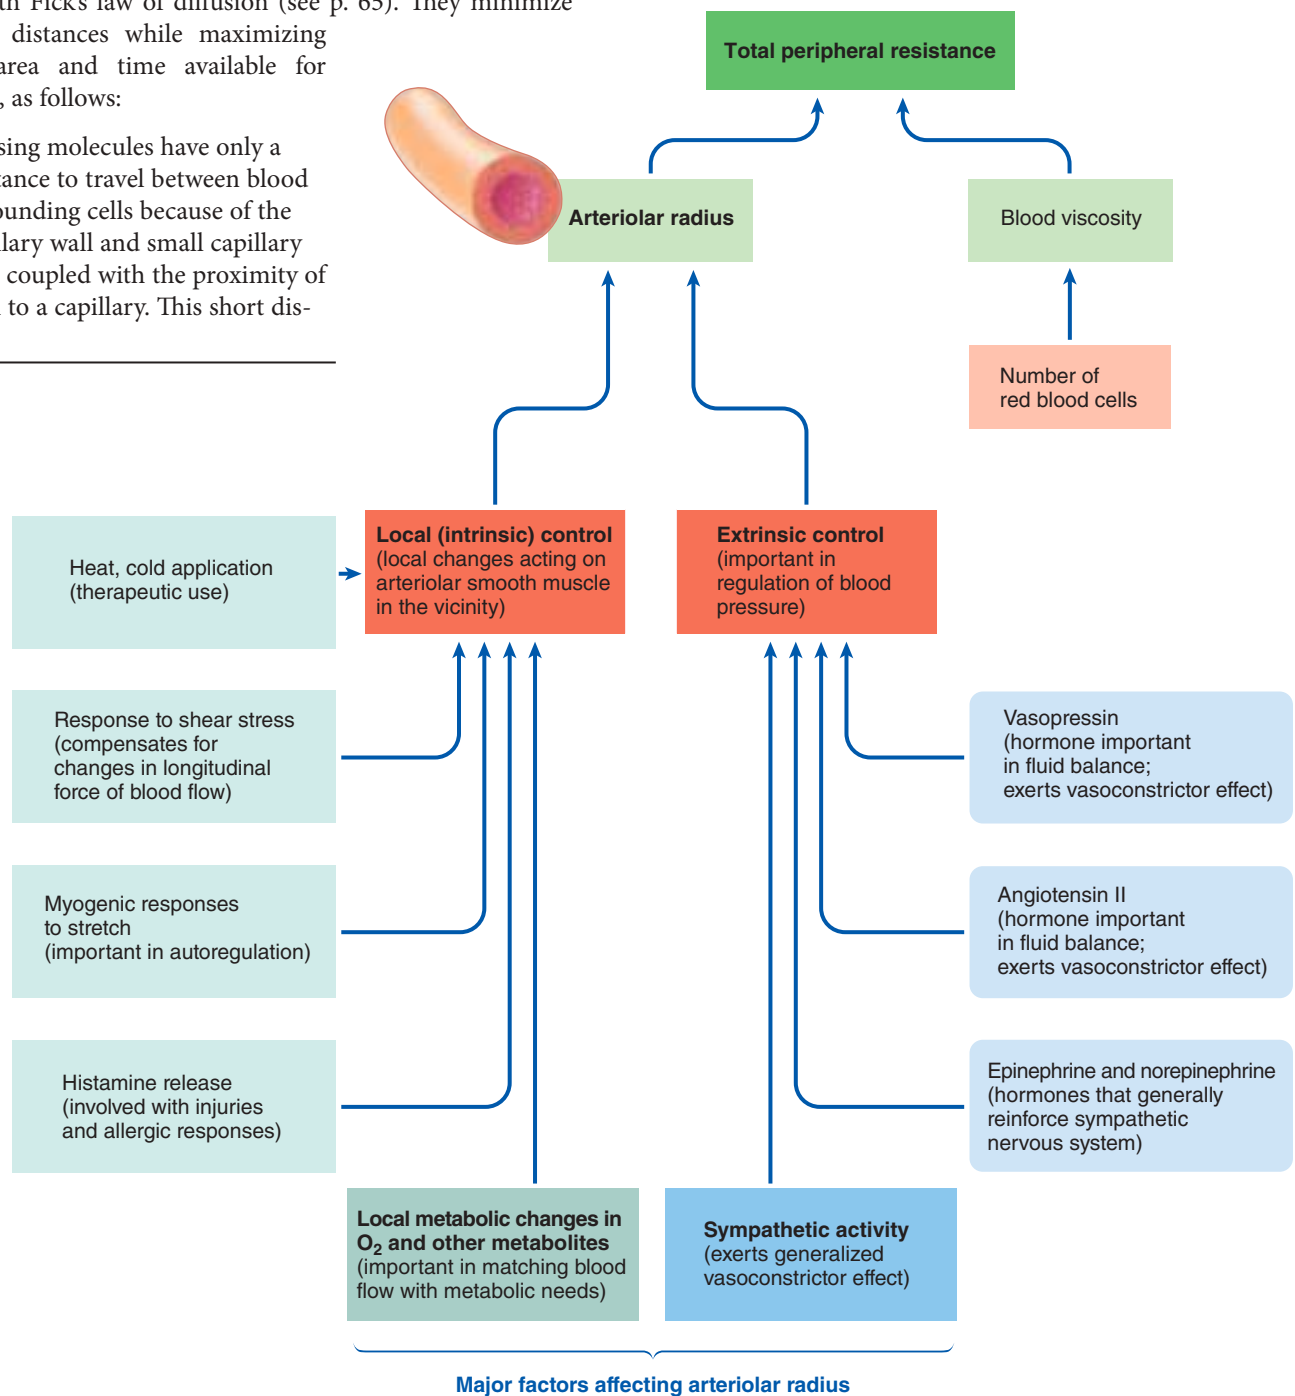 th Fick's law of diffusion (see p. 65). They minimize
distances while maximizing
area and time available for
, as follows:
sing molecules have only a
tance to travel between blood
ounding cells because of the
illary wall and small capillary
coupled with the proximity of
to a capillary. This short dis-
Total peripheral resistance
Arteriolar radius
Blood viscosity
Number of
red blood cells
Heat, cold application
(therapeutic use)
Local (intrinsic) control
(local changes acting on
arteriolar smooth muscle
in the vicinity)
Extrinsic control
(important in
regulation of blood
pressure)
Response to shear stress
(compensates for
changes in longitudinal
force of blood flow)
Vasopressin
(hormone important
in fluid balance;
exerts vasoconstrictor effect)
Myogenic responses
to stretch
(important in autoregulation)
Angiotensin II
(hormone important
in fluid balance;
exerts vasoconstrictor effect)
Histamine release
(involved with injuries
and allergic responses)
Epinephrine and norepinephrine
(hormones that generally
reinforce sympathetic
nervous system)
Local metabolic changes in
O₂ and other metabolites
(important in matching blood
flow with metabolic needs)
Sympathetic activity
(exerts generalized
vasoconstrictor effect)
Major factors affecting arteriolar radius